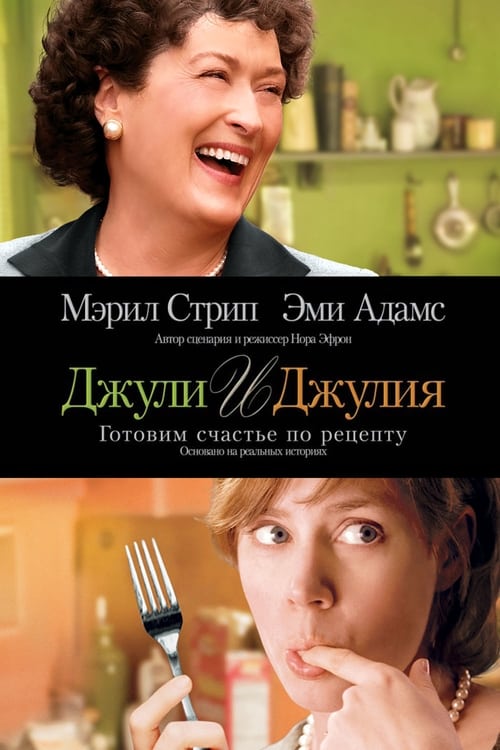 Мэрил Стрип Эми Адамс
Автор сценария и режиссер Нора Эфрон
Джули и Джулия
Готовим счастье по рецепту
Основано на реальных историях